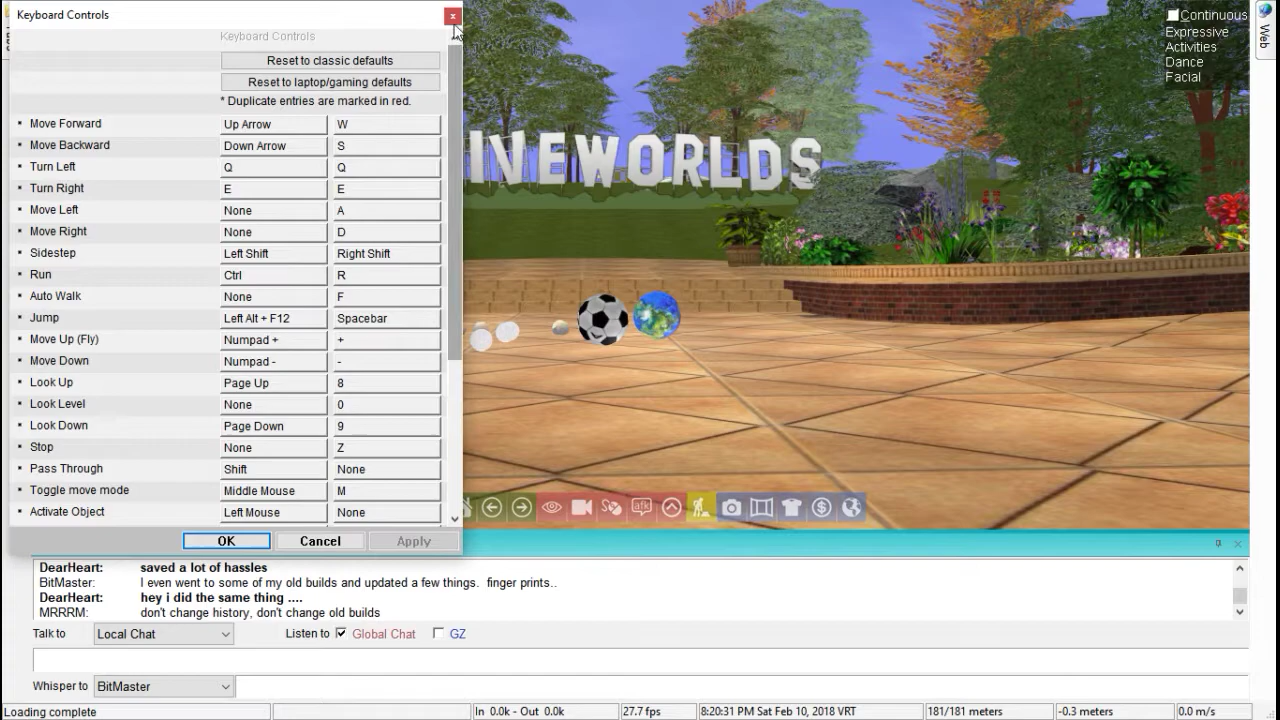 Keyboard Controls
x
Keyboard Controls
Reset to classic defaults
Reset to laptop/gaming defaults
* Duplicate entries are marked in red.
Move Forward Up Arrow W
Move Backward Down Arrow S
Turn Left Q Q
Turn Right E E
Move Left None A
Move Right None D
Sidestep Left Shift Right Shift
Run Ctrl R
Auto Walk None F
Jump Left Alt + F12 Spacebar
Move Up (Fly) Numpad + +
Move Down Numpad - -
Look Up Page Up 8
Look Level None 0
Look Down Page Down 9
Stop None Z
Pass Through Shift None
Toggle move mode Middle Mouse M
Activate Object Left Mouse None
OK Cancel Apply
Continuous
Expressive
Activities
Dance
Facial
Web
IVEWORLDS
afk
$
DearHeart: saved a lot of hassles
BitMaster: I even went to some of my old builds and updated a few things. finger prints..
DearHeart: hey i did the same thing ....
MRRRM: don't change history, don't change old builds
Talk to Local Chat Listen to Global Chat GZ
Whisper to BitMaster
Loading complete In 0.0k - Out 0.0k 27.7 fps 8:20:31 PM Sat Feb 10, 2018 VRT 181/181 meters -0.3 meters 0.0 m/s